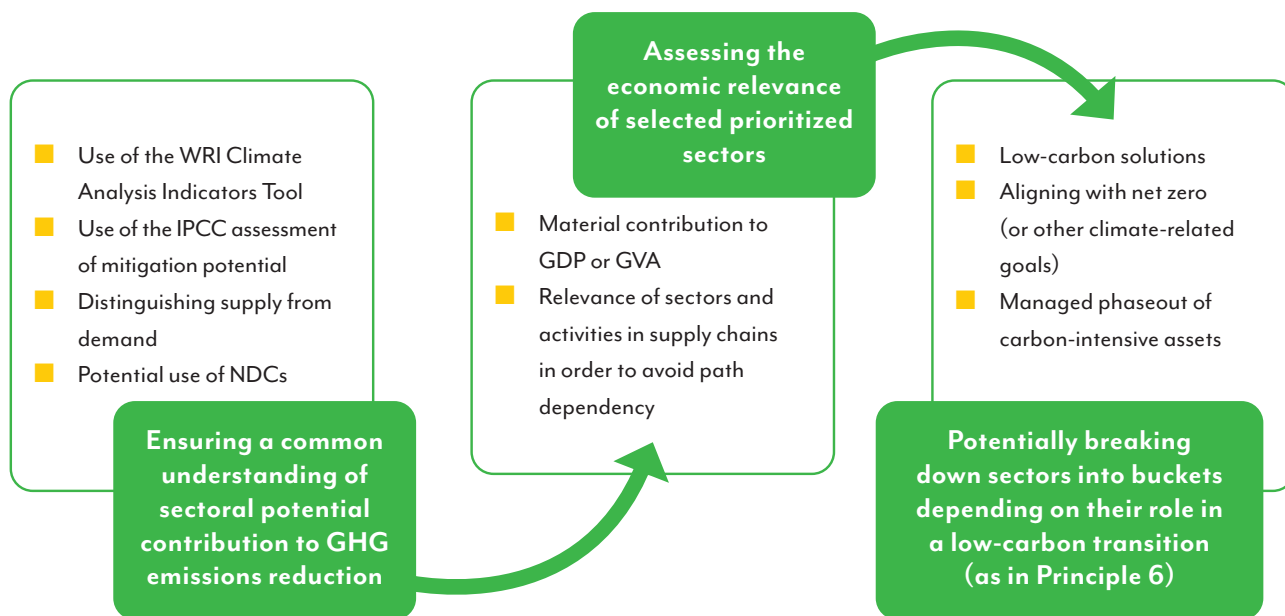 Use of the WRI Climate
Analysis Indicators Tool
Use of the IPCC assessment
of mitigation potential
Distinguishing supply from
demand
Potential use of NDCs
Ensuring a common
understanding of
sectoral potential
contribution to GHG
emissions reduction
Assessing the
economic relevance
of selected prioritized
sectors
Material contribution to
GDP or GVA
Relevance of sectors and
activities in supply chains
in order to avoid path
dependency
Low-carbon solutions
Aligning with net zero
(or other climate-related
goals)
Managed phaseout of
carbon-intensive assets
Potentially breaking
down sectors into buckets
depending on their role in
a low-carbon transition
(as in Principle 6)